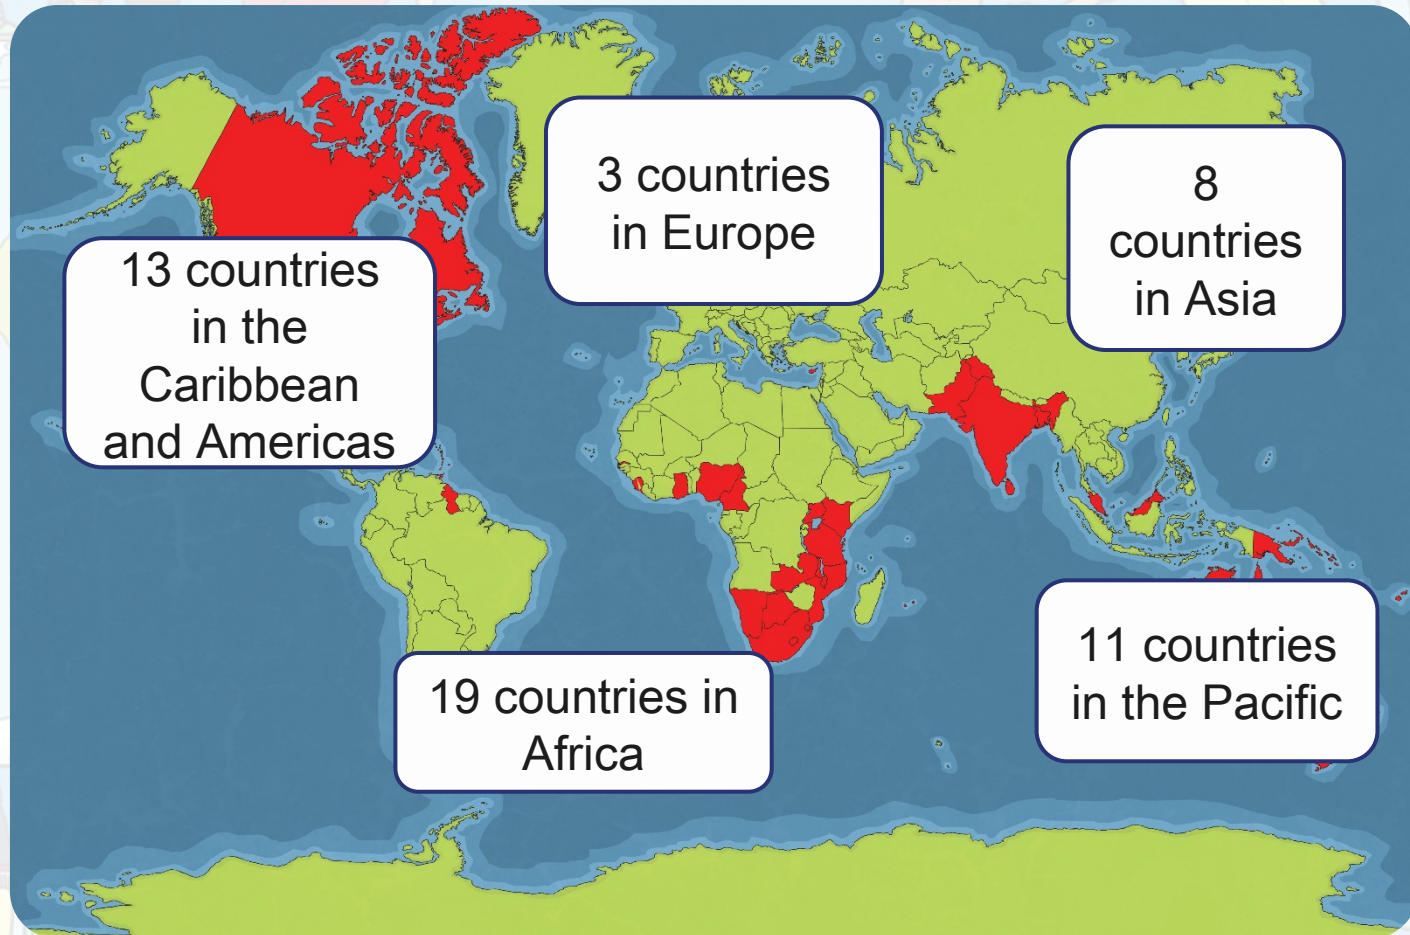 3 countries
in Europe
8
countries
in Asia
13 countries
in the
Caribbean
and Americas
19 countries in
Africa
11 countries
in the Pacific